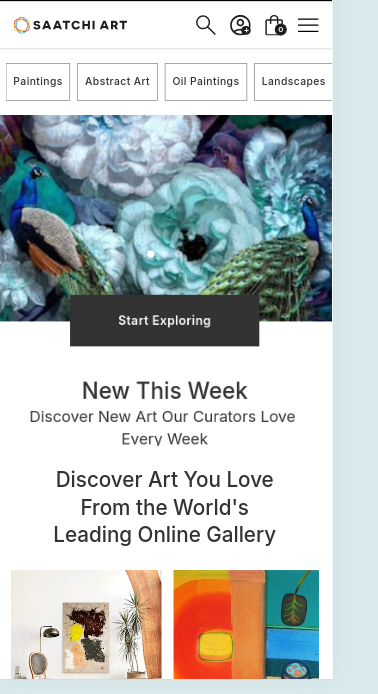 SAATCHI ART
0
Paintings
Abstract Art
Oil Paintings
Landscapes
Start Exploring
New This Week
Discover New Art Our Curators Love
Every Week
Discover Art You Love
From the World's
Leading Online Gallery